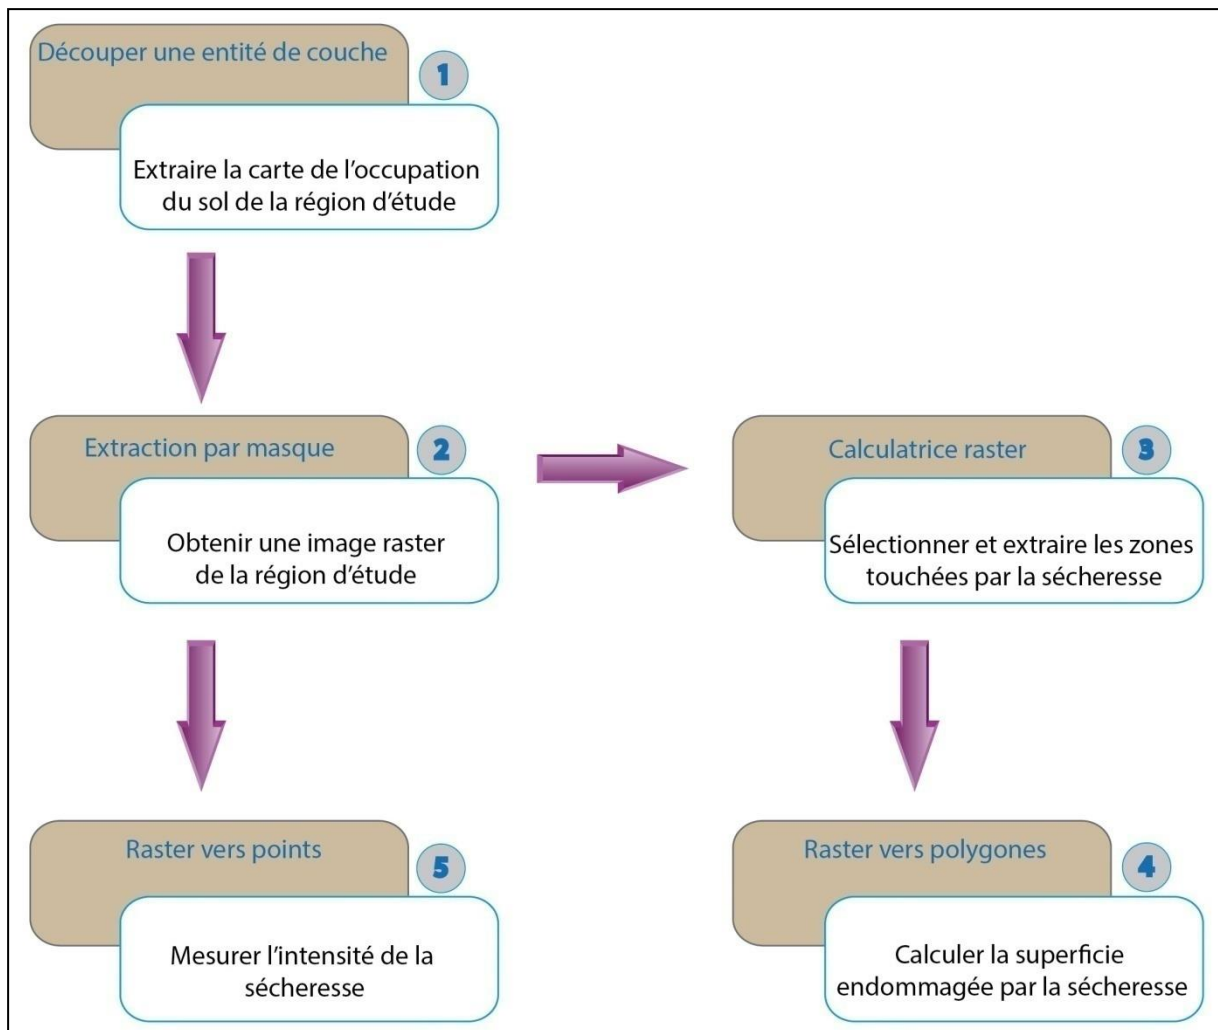 Découper une entité de couche
1
Extraire la carte de l’occupation
du sol de la région d’étude
Extraction par masque
2
Obtenir une image raster
de la région d’étude
Calculatrice raster
3
Sélectionner et extraire les zones
touchées par la sécheresse
Raster vers polygones
4
Calculer la superficie
endommagée par la sécheresse
Raster vers points
5
Mesurer l’intensité de la
sécheresse